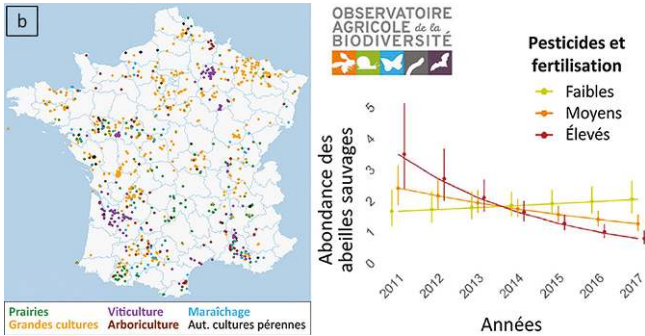 b
Prairies
Viticulture
Maraîchage
Grandes cultures
Arboriculture
Aut. cultures pérennes
OBSERVATOIRE
AGRICOLE de la
BIODIVERSITÉ
Pesticides et
fertilisation
Faibles
Moyens
Élevés
Abondance des
abeilles sauvages
5
4
3
2
1
0
2011
2012
2013
2014
2015
2016
2017
Années